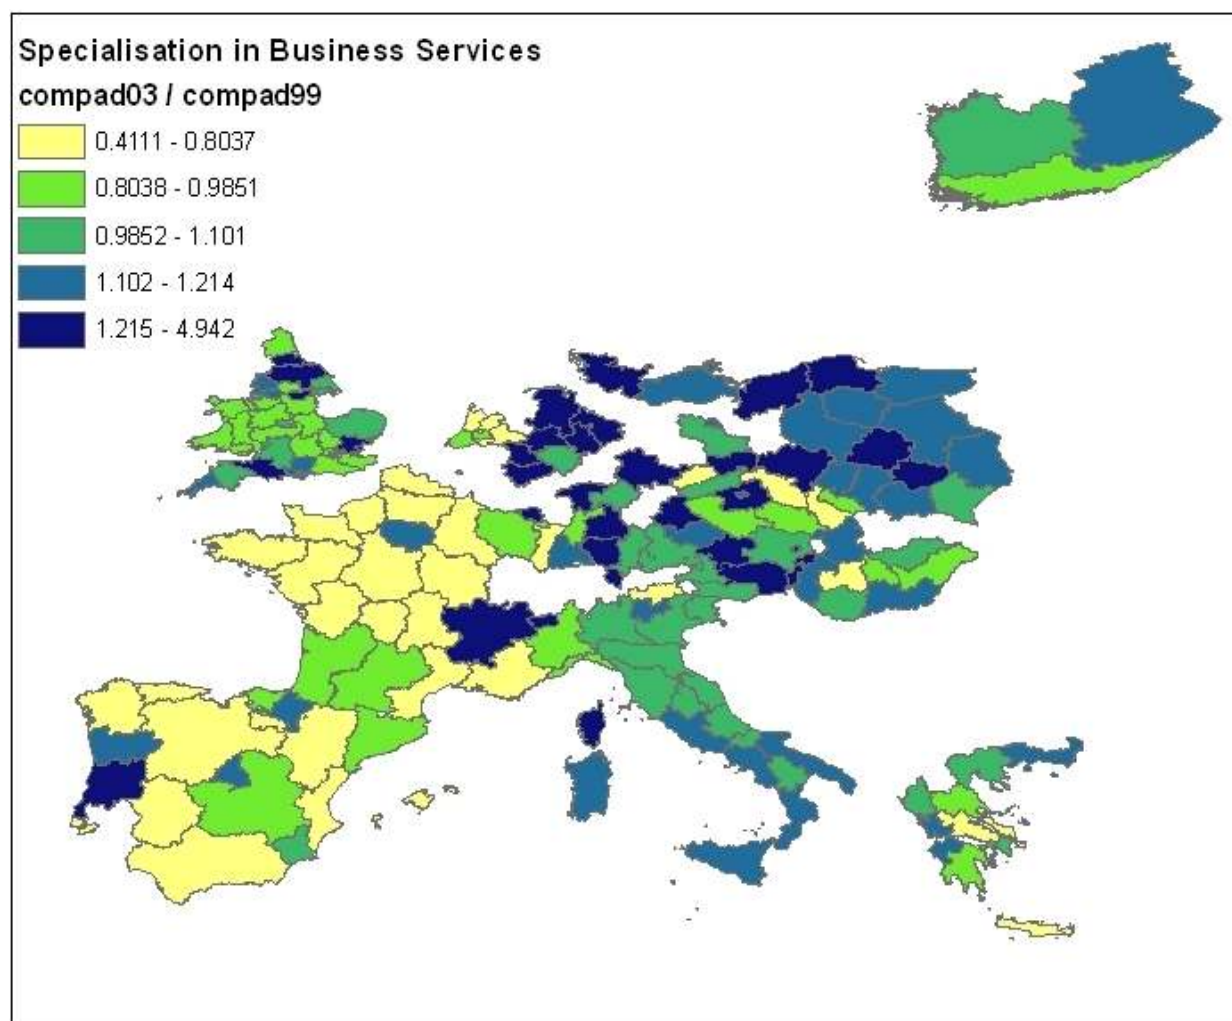 Specialisation in Business Services
compad03 / compad99
0.4111 - 0.8037
0.8038 - 0.9851
0.9852 - 1.101
1.102 - 1.214
1.215 - 4.942